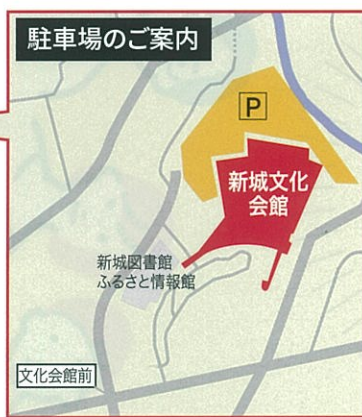 駐車場のご案内
P
新城文化
会館
新城図書館
ふるさと情報館
文化会館前